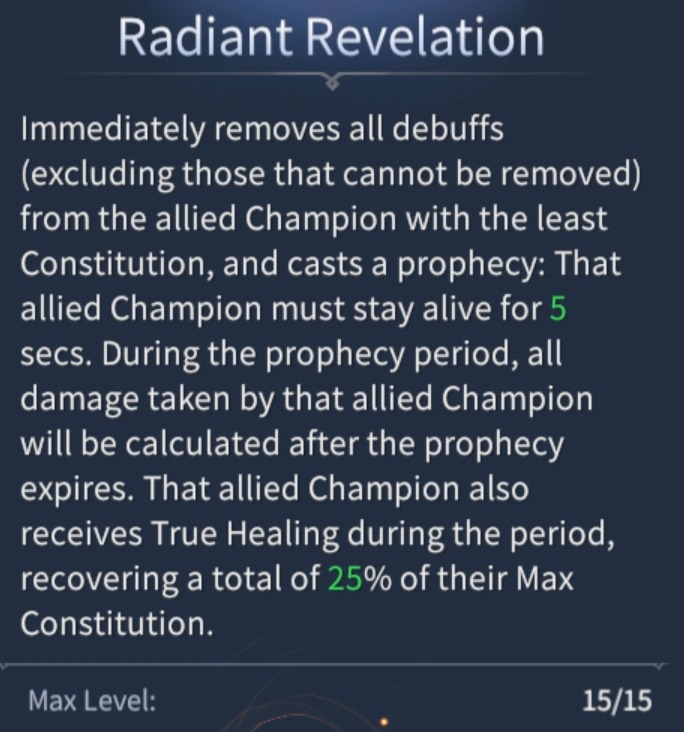 Radiant Revelation
Immediately removes all debuffs
(excluding those that cannot be removed)
from the allied Champion with the least
Constitution, and casts a prophecy: That
allied Champion must stay alive for 5
secs. During the prophecy period, all
damage taken by that allied Champion
will be calculated after the prophecy
expires. That allied Champion also
receives True Healing during the period,
recovering a total of 25% of their Max
Constitution.
Max Level: 15/15